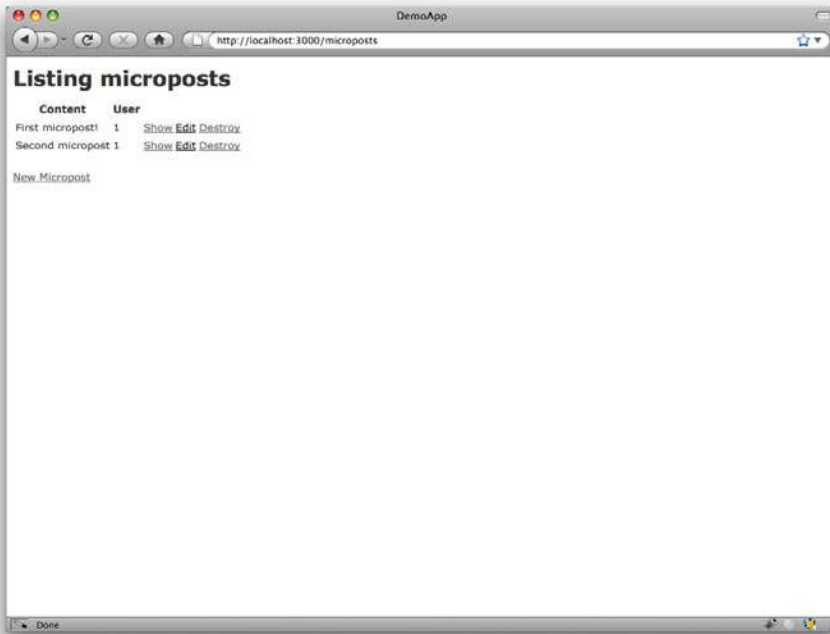 DemoApp
http://localhost:3000/microposts
Listing microposts
Content User
First micropost! 1 Show Edit Destroy
Second micropost 1 Show Edit Destroy
New Micropost
Done